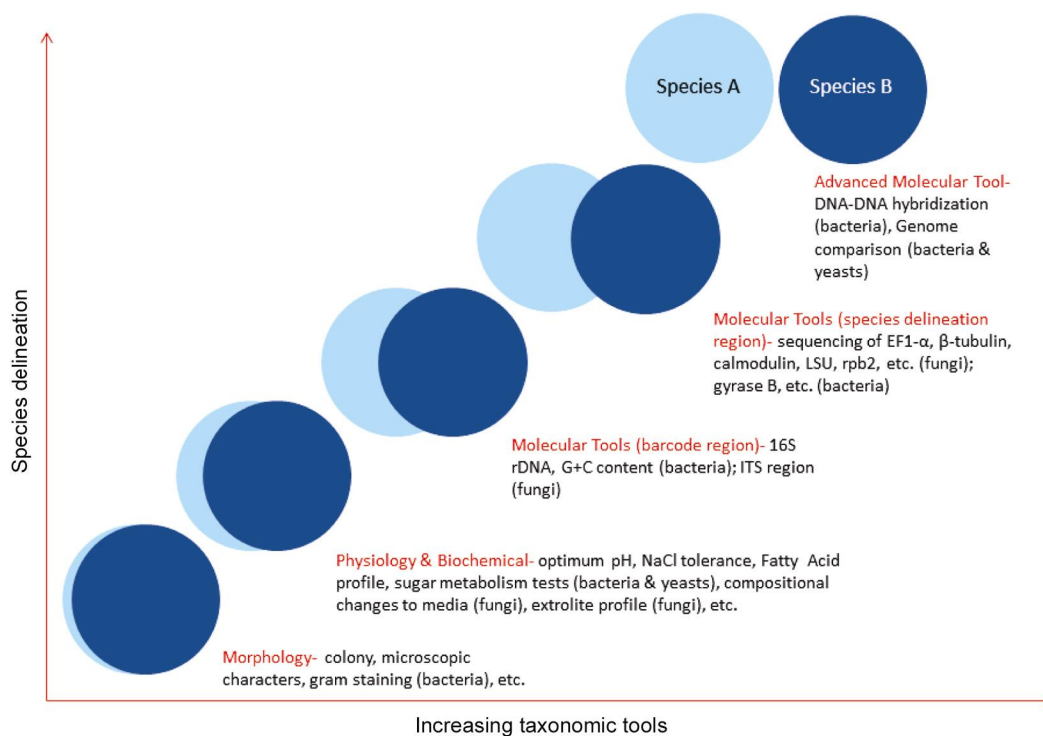 Species delineation
Species A
Species B
Advanced Molecular Tool-
DNA-DNA hybridization
(bacteria), Genome
comparison (bacteria &
yeasts)
Molecular Tools (species delineation
region)- sequencing of EF1-α, β-tubulin,
calmodulin, LSU, rpb2, etc. (fungi);
gyrase B, etc. (bacteria)
Molecular Tools (barcode region)- 16S
rDNA, G+C content (bacteria); ITS region
(fungi)
Physiology & Biochemical- optimum pH, NaCl tolerance, Fatty Acid
profile, sugar metabolism tests (bacteria & yeasts), compositional
changes to media (fungi), extrolite profile (fungi), etc.
Morphology- colony, microscopic
characters, gram staining (bacteria), etc.
Increasing taxonomic tools